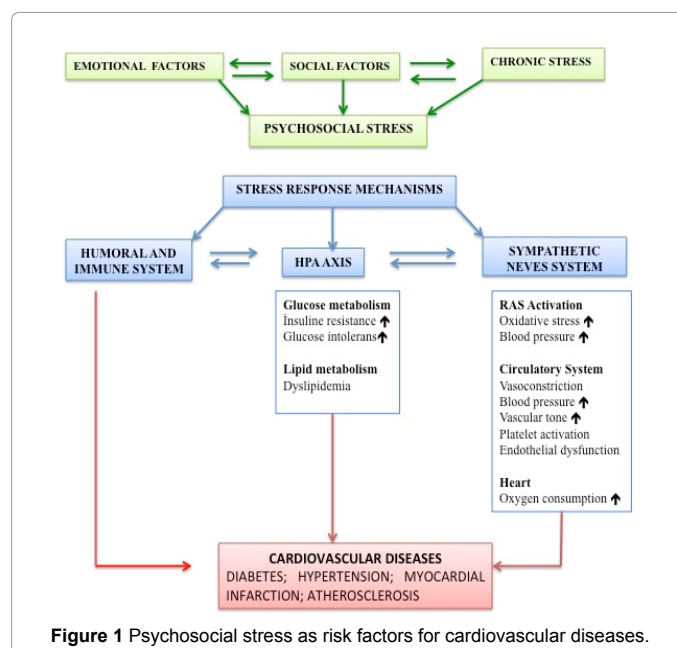 EMOTIONAL FACTORS
SOCIAL FACTORS
CHRONIC STRESS
PSYCHOSOCIAL STRESS
STRESS RESPONSE MECHANISMS
HUMORAL AND
IMMUNE SYSTEM
HPA AXIS
SYMPATHETIC
NEVES SYSTEM
Glucose metabolism
İnsuline resistance ↑
Glucose intolerans ↑
Lipid metabolism
Dyslipidemia
RAS Activation
Oxidative stress ↑
Blood pressure ↑
Circulatory System
Vasoconstriction
Blood pressure ↑
Vascular tone ↑
Platelet activation
Endothelial dysfunction
Heart
Oxygen consumption ↑
CARDIOVASCULAR DISEASES
DIABETES; HYPERTENSION; MYOCARDIAL
INFARCTION; ATHEROSCLEROSIS
Figure 1 Psychosocial stress as risk factors for cardiovascular diseases.